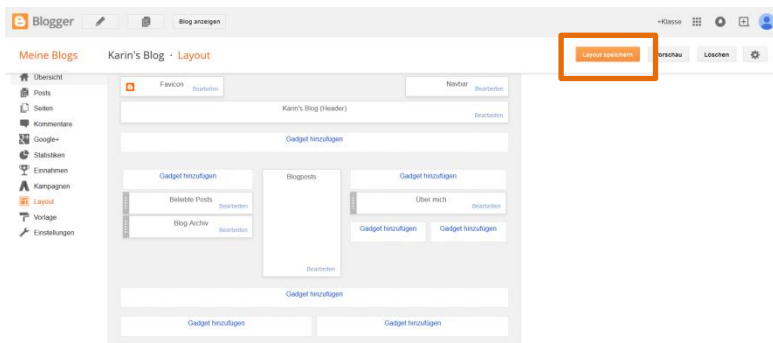 Blogger Blog anzeigen +Klasse
Meine Blogs Karin's Blog · Layout Layout speichern Vorschau Löschen
Übersicht
Posts
Seiten
Kommentare
Google+
Statistiken
Einnahmen
Kampagnen
Layout
Vorlage
Einstellungen
Favicon Bearbeiten Navbar Bearbeiten
Karin's Blog (Header) Bearbeiten
Gadget hinzufügen
Gadget hinzufügen Blogposts Gadget hinzufügen
Beliebte Posts Bearbeiten Über mich Bearbeiten
Blog-Archiv Bearbeiten Gadget hinzufügen Gadget hinzufügen
Bearbeiten
Gadget hinzufügen
Gadget hinzufügen Gadget hinzufügen